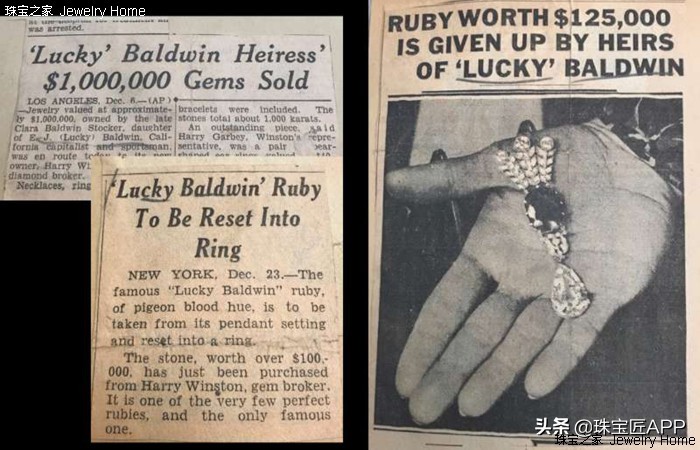 珠宝之家 Jewelry Home
was arrested.
'Lucky' Baldwin Heiress'
$1,000,000 Gems Sold
LOS ANGELES, Dec. 6.—(AP)
—Jewelry valued at approximate-
ly $1,000,000, owned by the late
Clara Baldwin Stocker, daughter
of E. J. (Lucky) Baldwin, Cali-
fornia capitalist and sportsman,
was en route today to its new
owner, Harry
diamond broker.
Necklaces, ring
bracelets were included. The
stones total about 1,000 karats.
An outstanding piece, said
Harry Garbey, Winston's repre-
sentative, was a pair
'Lucky Baldwin' Ruby
To Be Reset Into
Ring
NEW YORK, Dec. 23.—The
famous "Lucky Baldwin" ruby,
of pigeon blood hue, is to be
taken from its pendant setting
and reset into a ring.
The stone, worth over $100,-
000, has just been purchased
from Harry Winston, gem broker.
It is one of the very few perfect
rubies, and the only famous
one.
RUBY WORTH $125,000
IS GIVEN UP BY HEIRS
OF 'LUCKY' BALDWIN
头条 @珠宝匠APP
珠宝之家 Jewelry Home